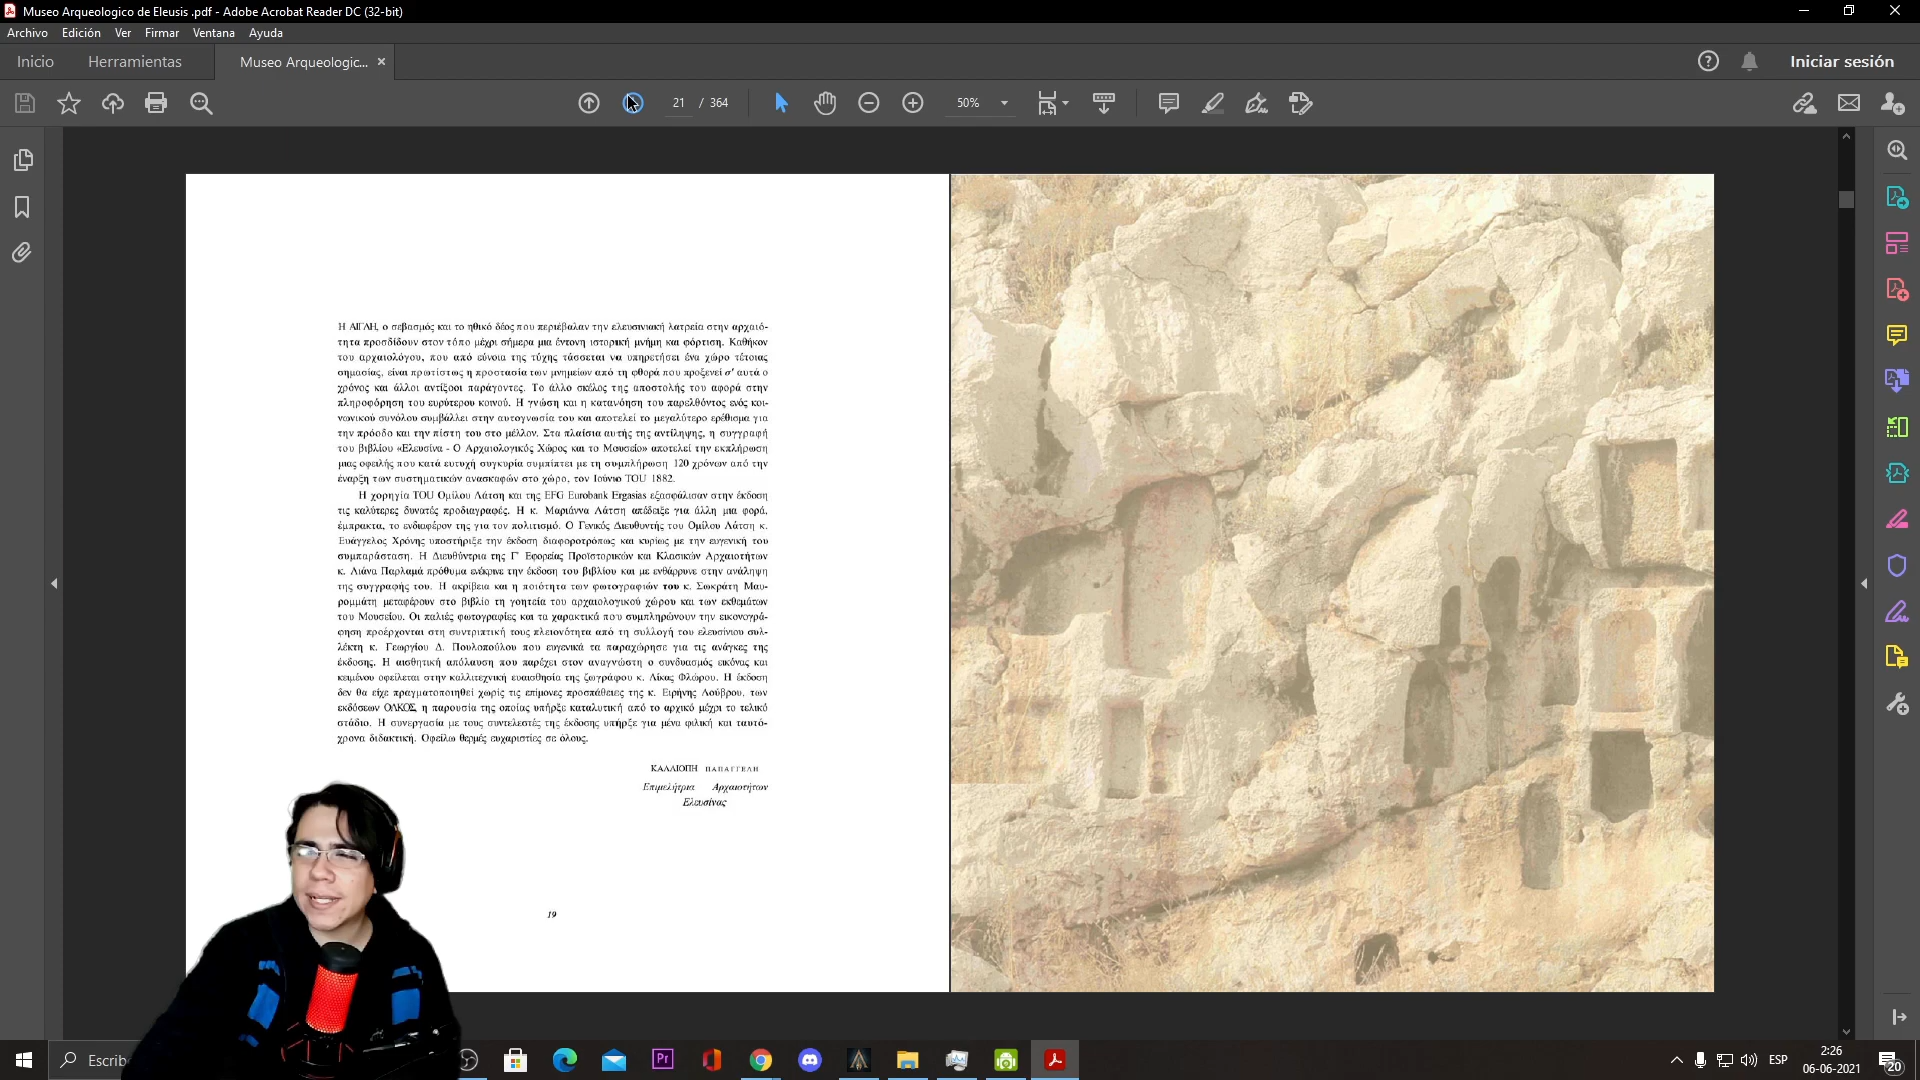 Museo Arqueologico de Eleusis .pdf - Adobe Acrobat Reader DC (32-bit)
Archivo Edición Ver Firmar Ventana Ayuda
Inicio Herramientas Museo Arqueologic... Iniciar sesión
21 / 364 50%
Η ΑΙΓΛΗ, ο σεβασμός και το ηθικό δέος που περιέβαλαν την ελευσινιακή λατρεία στην αρχαιό-
τητα προσδίδουν στον τόπο μέχρι σήμερα μια έντονη ιστορική μνήμη και φόρτιση. Καθήκον
του αρχαιολόγου, που από εύνοια της τύχης τάσσεται να υπηρετήσει ένα χώρο τέτοιας
σημασίας, είναι πρωτίστως η προστασία των μνημείων από τη φθορά που προξενεί σ' αυτά ο
χρόνος και άλλοι αντίξοοι παράγοντες. Το άλλο σκέλος της αποστολής του αφορά στην
πληροφόρηση του ευρύτερου κοινού. Η γνώση και η κατανόηση του παρελθόντος ενός κοι-
νωνικού συνόλου συμβάλλει στην αυτογνωσία του και αποτελεί το μεγαλύτερο ερέθισμα για
την πρόοδο και την πίστη του στο μέλλον. Στα πλαίσια αυτής της αντίληψης, η συγγραφή
του βιβλίου «Ελευσίνα - Ο Αρχαιολογικός Χώρος και το Μουσείο» αποτελεί την εκπλήρωση
μιας οφειλής που κατά ευτυχή συγκυρία συμπίπτει με τη συμπλήρωση 120 χρόνων από την
έναρξη των συστηματικών ανασκαφών στο χώρο, τον Ιούνιο TOU 1882.
Η χορηγία TOU Ομίλου Λάτση και της EFG Eurobank Ergasias εξασφάλισαν στην έκδοση
τις καλύτερες δυνατές προδιαγραφές. Η κ. Μαριάννα Λάτση απέδειξε για άλλη μια φορά,
έμπρακτα, το ενδιαφέρον της για τον πολιτισμό. Ο Γενικός Διευθυντής του Ομίλου Λάτση κ.
Ευάγγελος Χρόνης υποστήριξε την έκδοση διαφοροτρόπως και κυρίως με την ευγενική του
συμπαράσταση. Η Διευθύντρια της Γ' Εφορείας Προϊστορικών και Κλασικών Αρχαιοτήτων
κ. Λιάνα Παρλαμά πρόθυμα ενέκρινε την έκδοση του βιβλίου και με ενθάρρυνε στην ανάληψη
της συγγραφής του. Η ακρίβεια και η ποιότητα των φωτογραφιών του κ. Σωκράτη Μαυ-
ρομμάτη μεταφέρουν στο βιβλίο τη γοητεία του αρχαιολογικού χώρου και των εκθεμάτων
του Μουσείου. Οι παλιές φωτογραφίες και τα χαρακτικά που συμπληρώνουν την εικονογρά-
φηση προέρχονται στη συντριπτική τους πλειονότητα από τη συλλογή του ελευσίνιου συλ-
λέκτη κ. Γεωργίου Δ. Πουλοπούλου που ευγενικά τα παραχώρησε για τις ανάγκες της
έκδοσης. Η αισθητική απόλαυση που παρέχει στον αναγνώστη ο συνδυασμός εικόνας και
κειμένου οφείλεται στην καλλιτεχνική ευαισθησία της ζωγράφου κ. Λίκας Φλώρου. Η έκδοση
δεν θα είχε πραγματοποιηθεί χωρίς τις επίμονες προσπάθειες της κ. Ειρήνης Λούβρου, των
εκδόσεων ΟΛΚΟΣ, η παρουσία της οποίας υπήρξε καταλυτική από το αρχικό μέχρι το τελικό
στάδιο. Η συνεργασία με τους συντελεστές της έκδοσης υπήρξε για μένα φιλική και ταυτό-
χρονα διδακτική. Οφείλω θερμές ευχαριστίες σε όλους.
ΚΑΛΛΙΟΠΗ ΠΑΠΑΓΓΕΛΗ
Επιμελήτρια Αρχαιοτήτων
Ελευσίνας
19
Escrib
Pr
ESP
2:26
06-06-2021
20